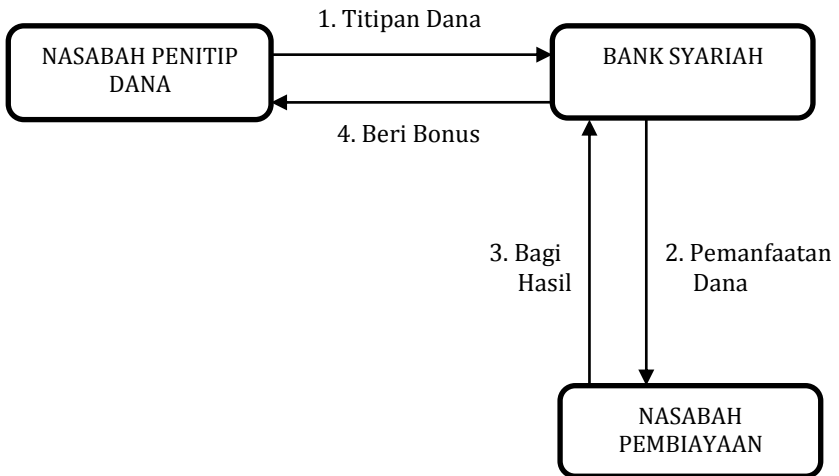 1. Titipan Dana
NASABAH PENITIP
DANA
BANK SYARIAH
4. Beri Bonus
3. Bagi
Hasil
2. Pemanfaatan
Dana
NASABAH
PEMBIAYAAN